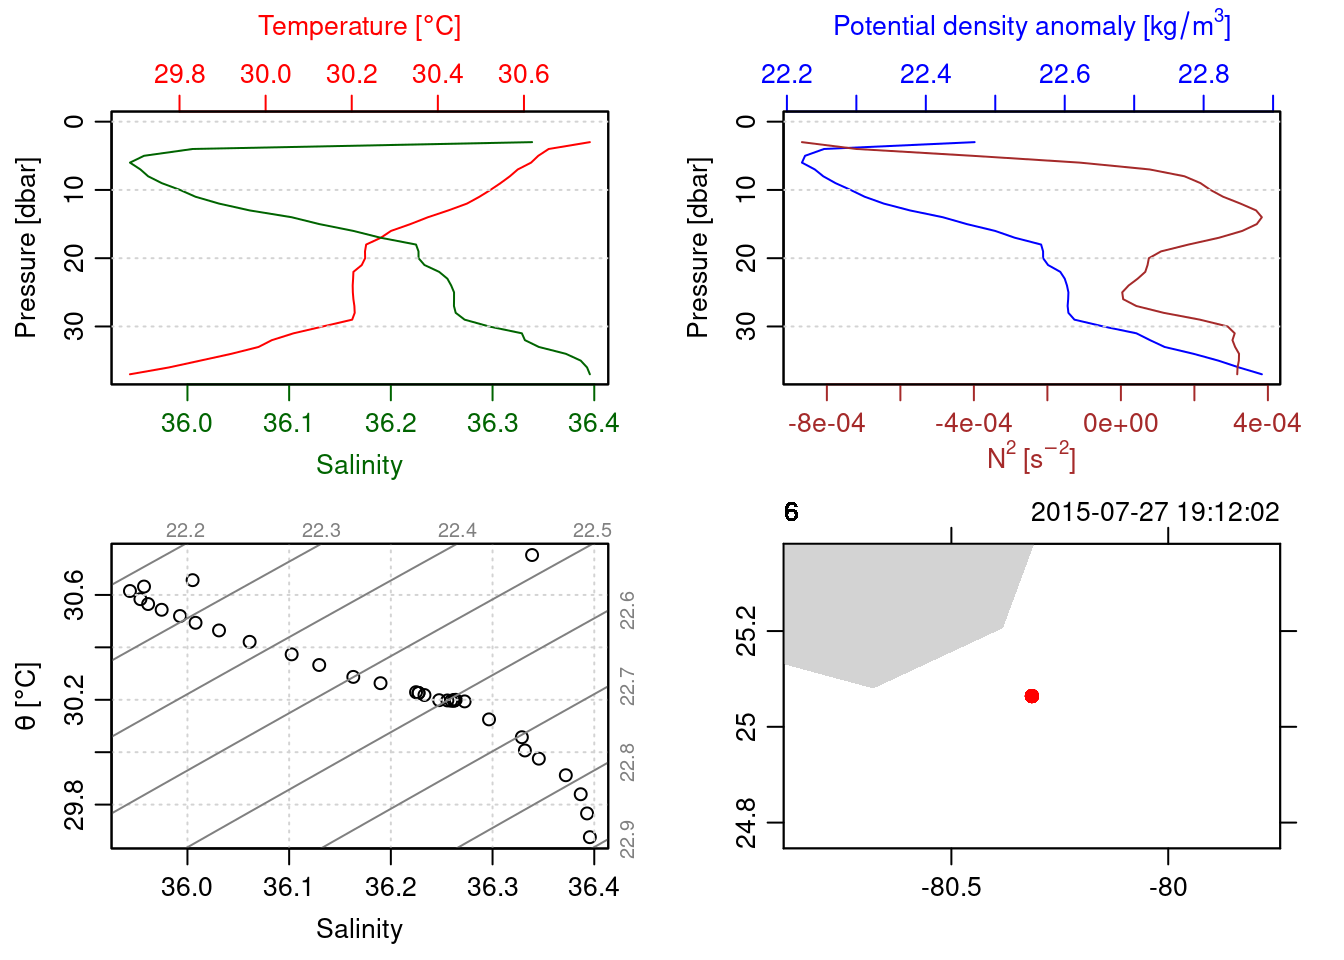 Temperature [°C]
29.8 30.0 30.2 30.4 30.6
0
10
20
30
Pressure [dbar]
36.0 36.1 36.2 36.3 36.4
Salinity
Potential density anomaly [kg/m³]
22.2 22.4 22.6 22.8
0
10
20
30
Pressure [dbar]
-8e-04 -4e-04 0e+00 4e-04
N² [s⁻²]
22.2 22.3 22.4 22.5
22.6
22.7
22.8
22.9
30.6
30.2
29.8
θ [°C]
36.0 36.1 36.2 36.3 36.4
Salinity
6 2015-07-27 19:12:02
25.2
25
24.8
-80.5 -80